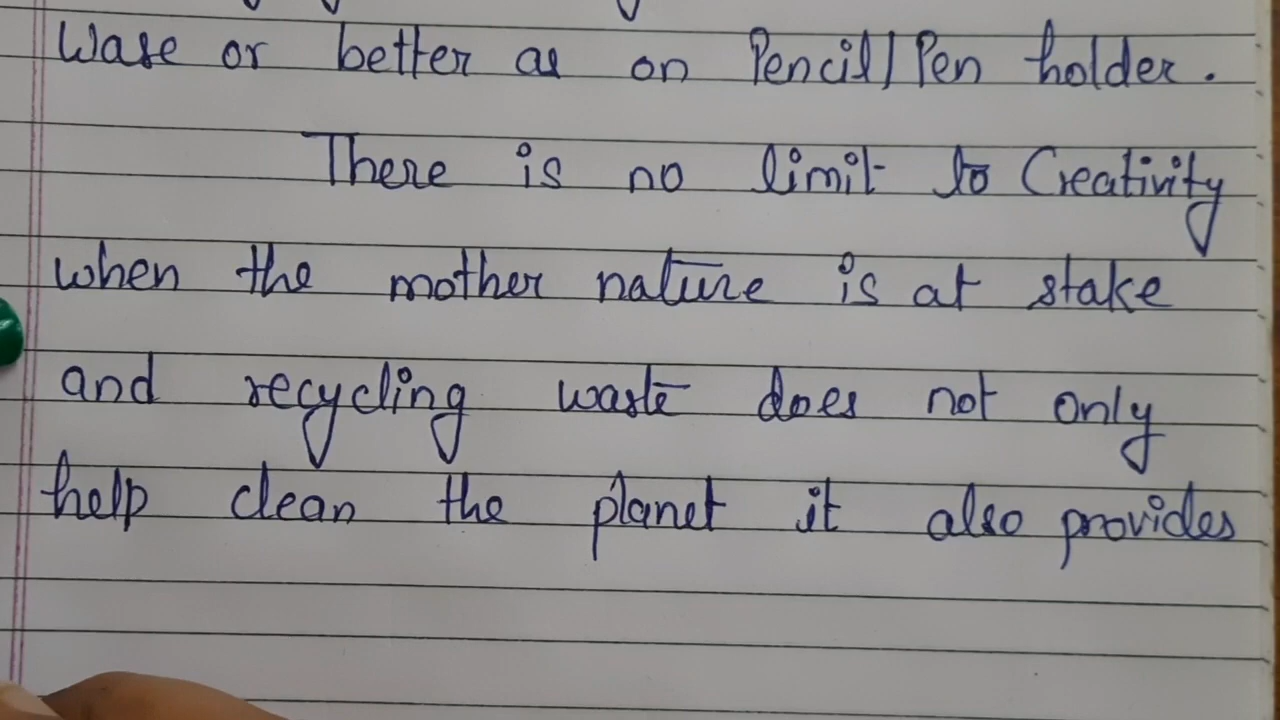 Wase or better as on Pencil/Pen holder.
There is no limit to Creativity
when the mother nature is at stake
and recycling waste does not only
help clean the planet it also provides